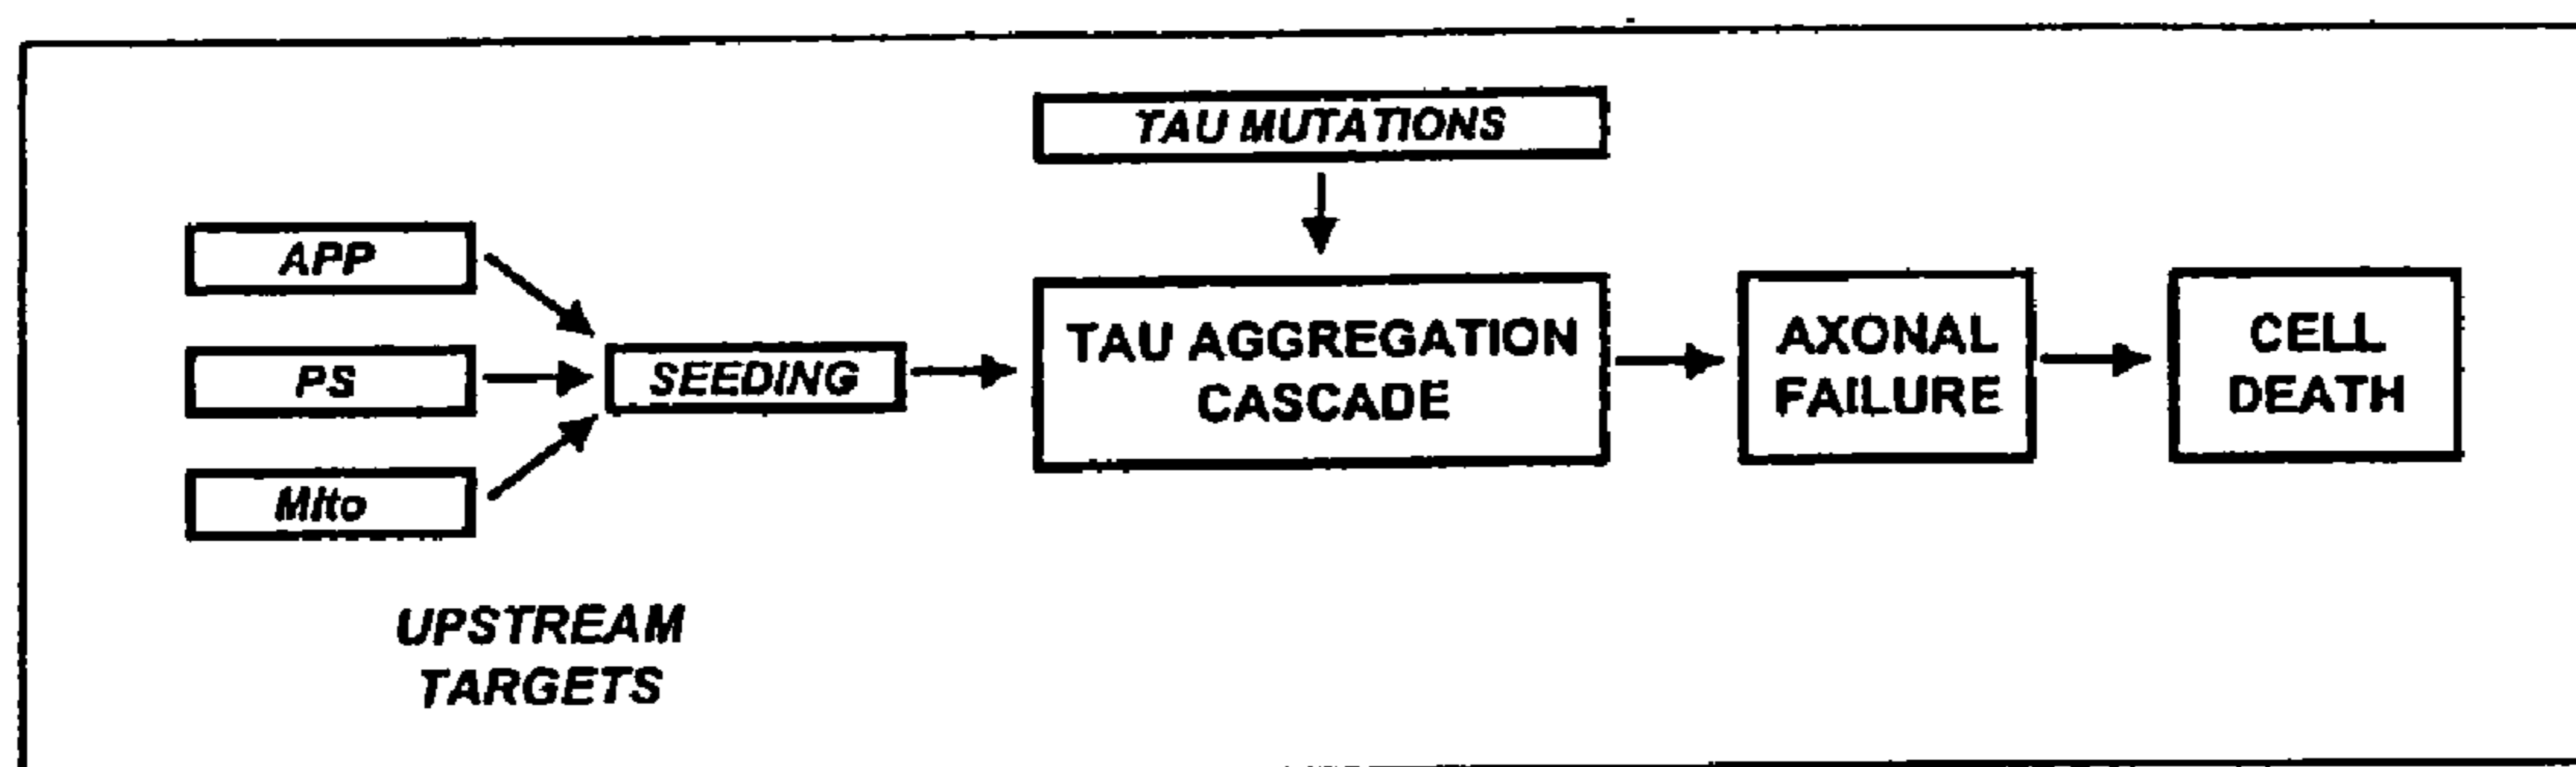 TAU MUTATIONS
APP
PS
Mito
SEEDING
TAU AGGREGATION
CASCADE
AXONAL
FAILURE
CELL
DEATH
UPSTREAM
TARGETS